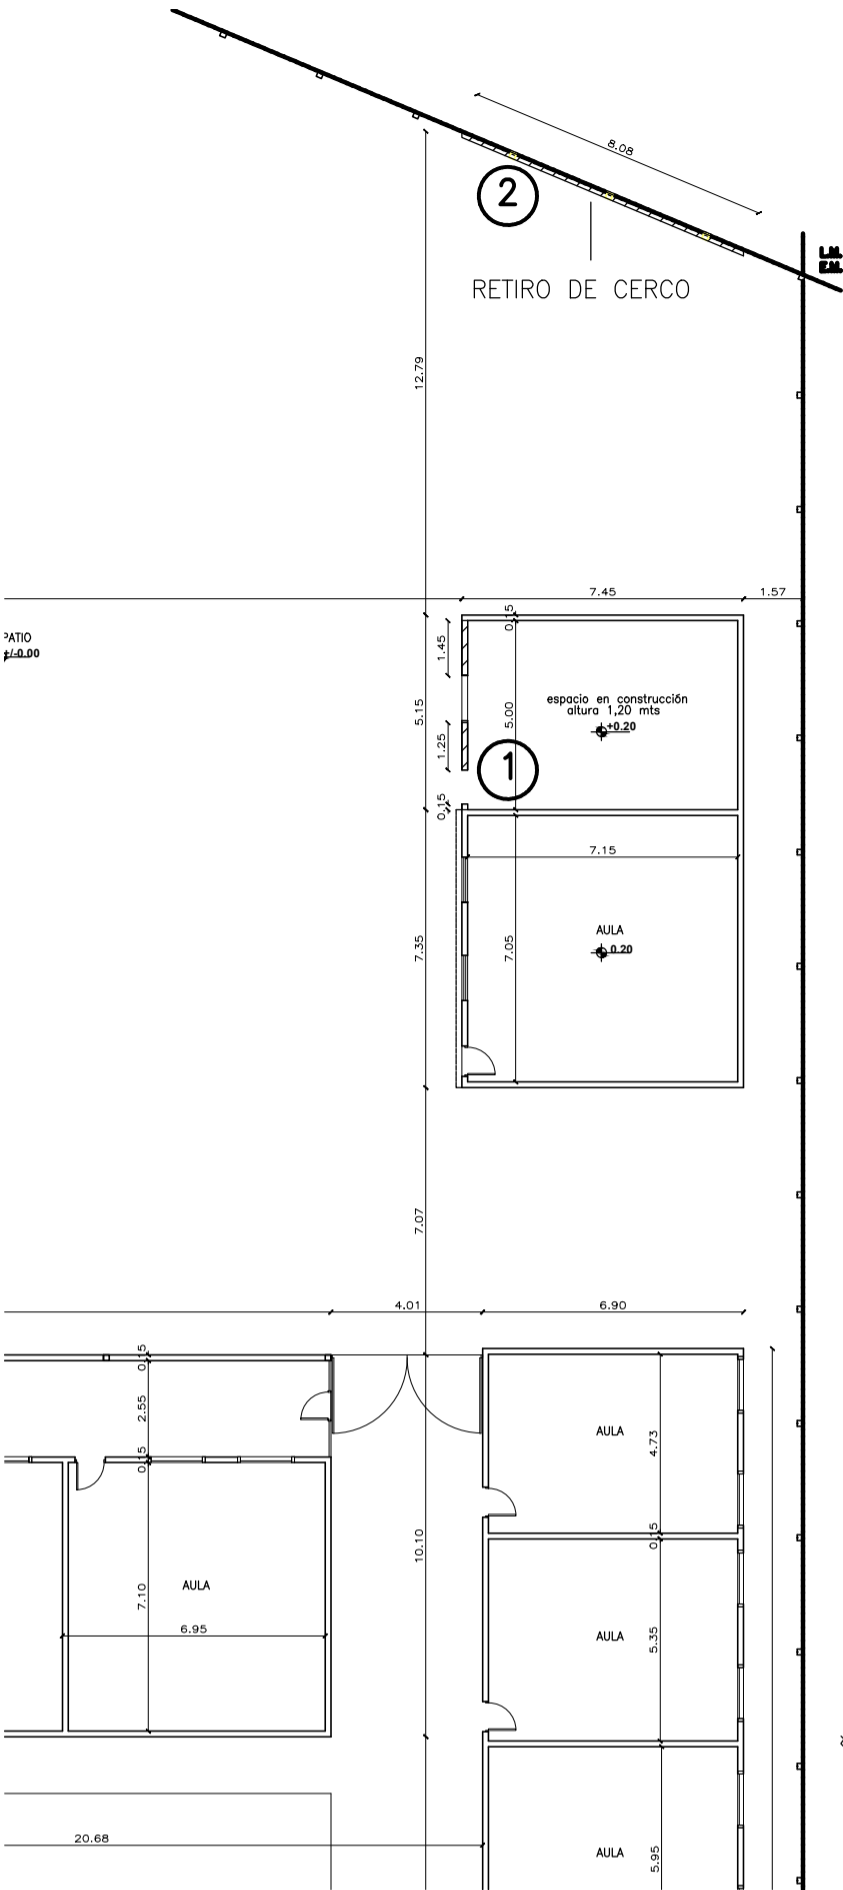 8.08
2
L.M.
E.M.
RETIRO DE CERCO
12.79
7.45
1.57
0.15
PATIO
+/-0.00
1.45
espacio en construcción
altura 1,20 mts
5.15
5.00
+0.20
1.25
1
0.15
7.15
AULA
7.35
7.05
0.20
7.07
4.01
6.90
0.15
2.55
AULA
4.73
0.15
10.10
0.15
AULA
7.10
6.95
AULA
5.35
20.68
AULA
5.95